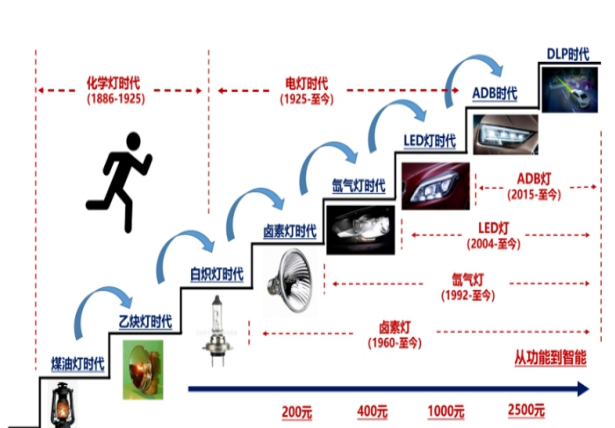 DLP时代
化学灯时代
(1886-1925)
电灯时代
(1925-至今)
ADB时代
LED灯时代
氙气灯时代
ADB灯
(2015-至今)
卤素灯时代
LED灯
(2004-至今)
白炽灯时代
氙气灯
(1992-至今)
乙炔灯时代
卤素灯
(1960-至今)
煤油灯时代
从功能到智能
200元
400元
1000元
2500元